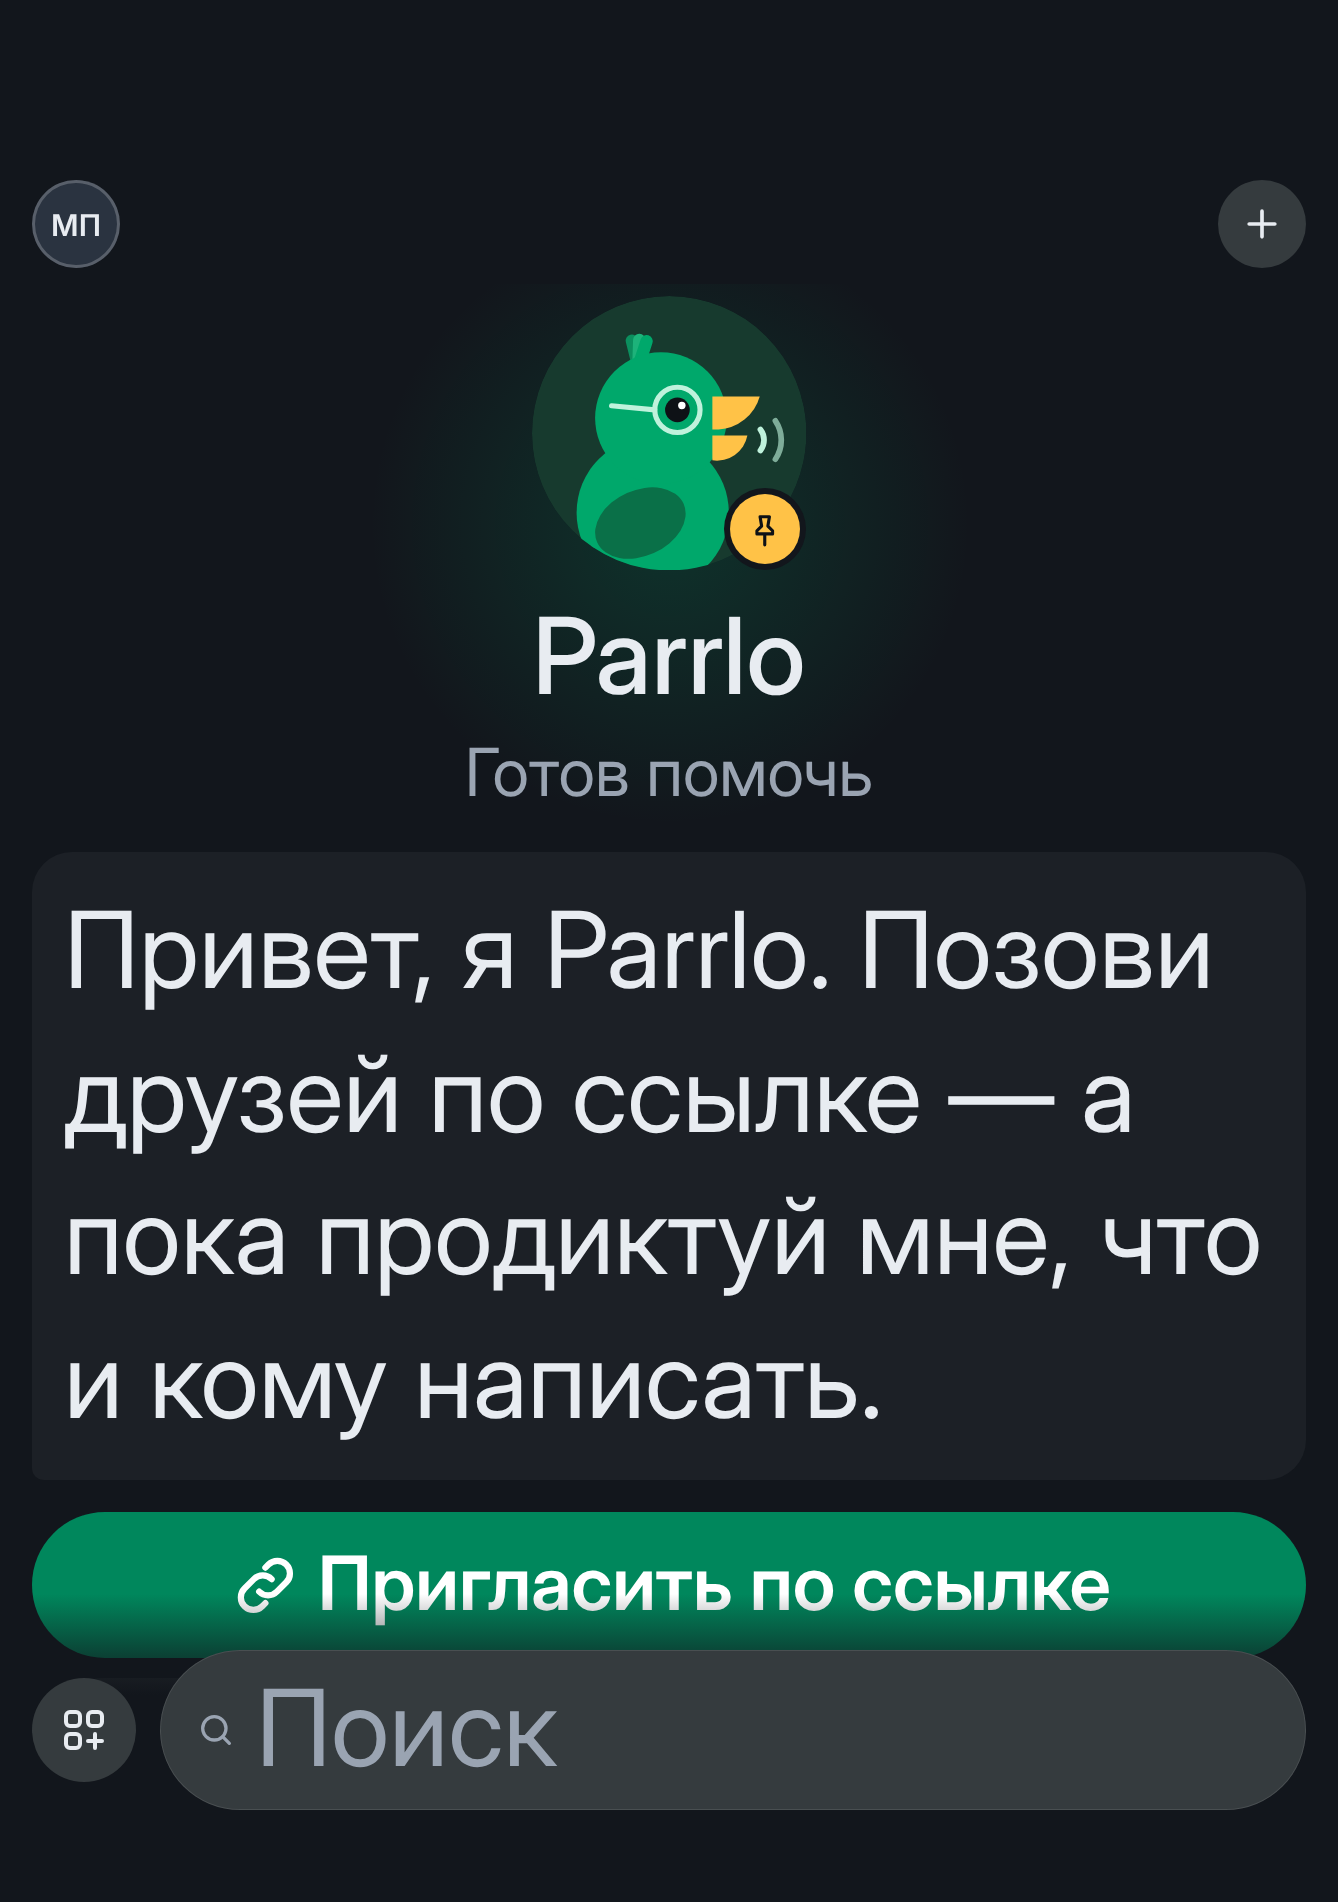 МП
Parrlo
Готов помочь
Привет, я Parrlo. Позови
друзей по ссылке — а
пока продиктуй мне, что
и кому написать.
Пригласить по ссылке
Поиск